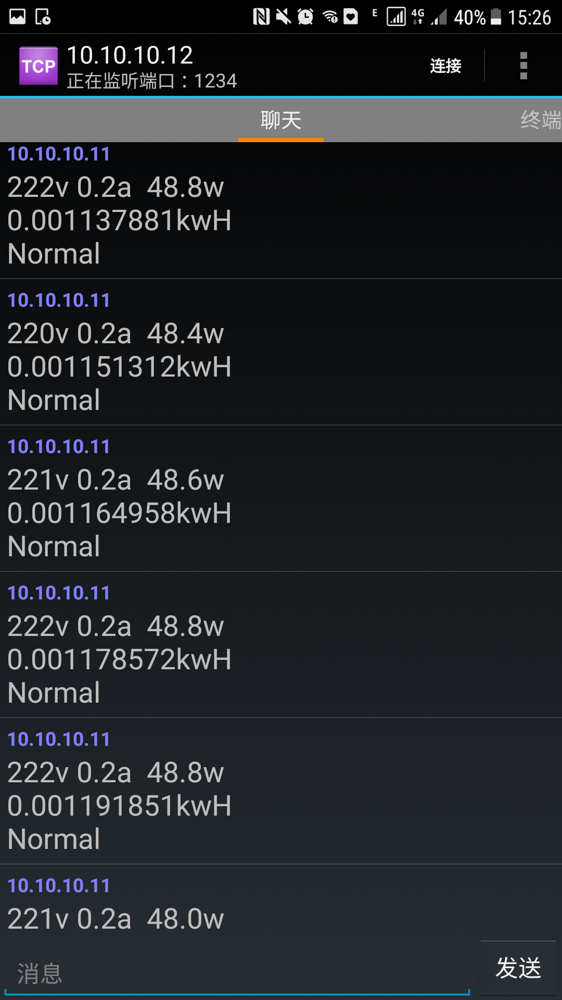 E 4G 40% 15:26
TCP 10.10.10.12
正在监听端口：1234
连接
聊天 终端
10.10.10.11
222v 0.2a  48.8w
0.001137881kwH
Normal
10.10.10.11
220v 0.2a  48.4w
0.001151312kwH
Normal
10.10.10.11
221v 0.2a  48.6w
0.001164958kwH
Normal
10.10.10.11
222v 0.2a  48.8w
0.001178572kwH
Normal
10.10.10.11
222v 0.2a  48.8w
0.001191851kwH
Normal
10.10.10.11
221v 0.2a  48.0w
消息
发送